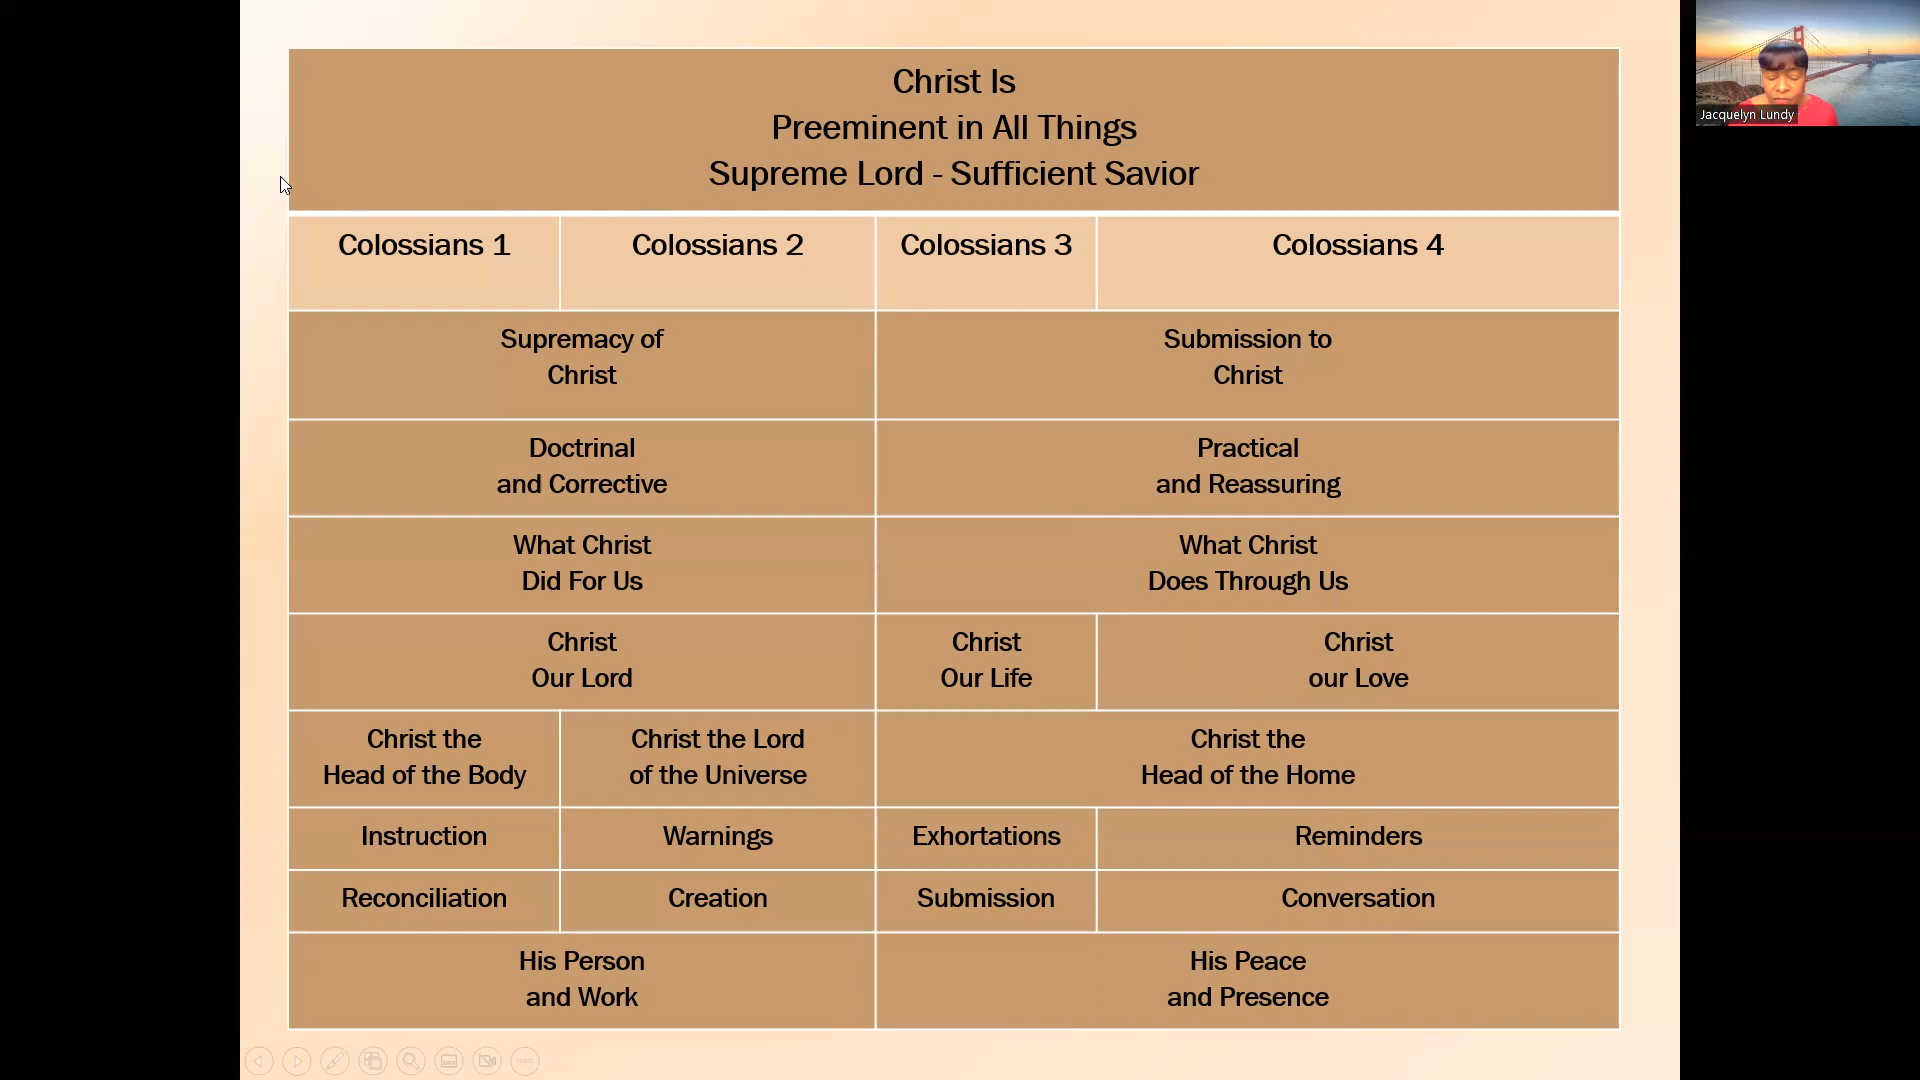 Christ Is
Preeminent in All Things
Supreme Lord - Sufficient Savior
Colossians 1
Colossians 2
Colossians 3
Colossians 4
Supremacy of
Christ
Submission to
Christ
Doctrinal
and Corrective
Practical
and Reassuring
What Christ
Did For Us
What Christ
Does Through Us
Christ
Our Lord
Christ
Our Life
Christ
our Love
Christ the
Head of the Body
Christ the Lord
of the Universe
Christ the
Head of the Home
Instruction
Warnings
Exhortations
Reminders
Reconciliation
Creation
Submission
Conversation
His Person
and Work
His Peace
and Presence
Jacquelyn Lundy